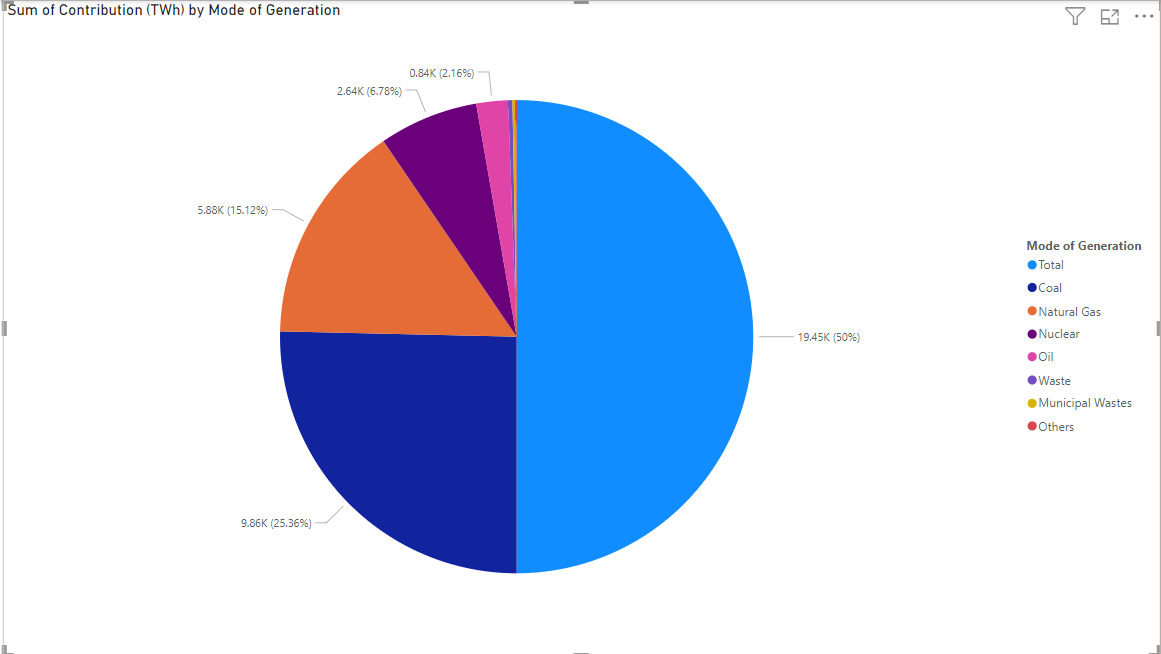 Sum of Contribution (TWh) by Mode of Generation
0.84K (2.16%)
2.64K (6.78%)
5.88K (15.12%)
19.45K (50%)
9.86K (25.36%)
Mode of Generation
Total
Coal
Natural Gas
Nuclear
Oil
Waste
Municipal Wastes
Others